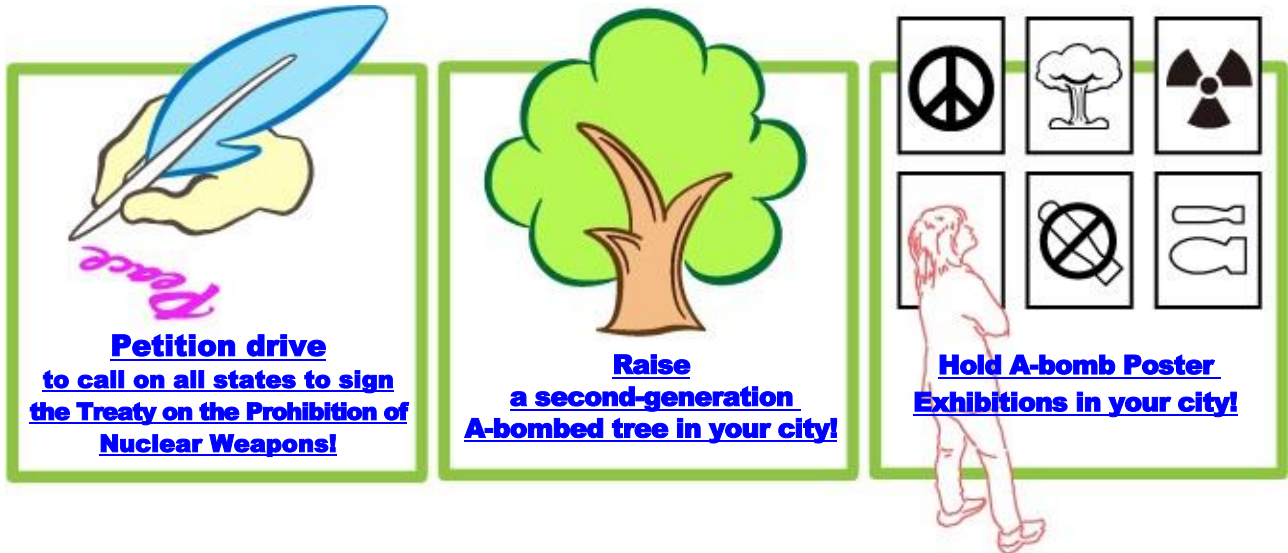 Peace
Petition drive
to call on all states to sign
the Treaty on the Prohibition of
Nuclear Weapons!
Raise
a second-generation
A-bombed tree in your city!
Hold A-bomb Poster
Exhibitions in your city!